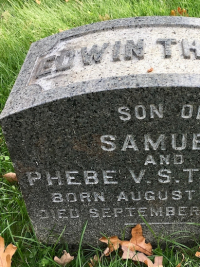 EDWIN TH
SON O
SAMUE
AND
PHEBE V.S.T
BORN AUGUST
DIED SEPTEMBER